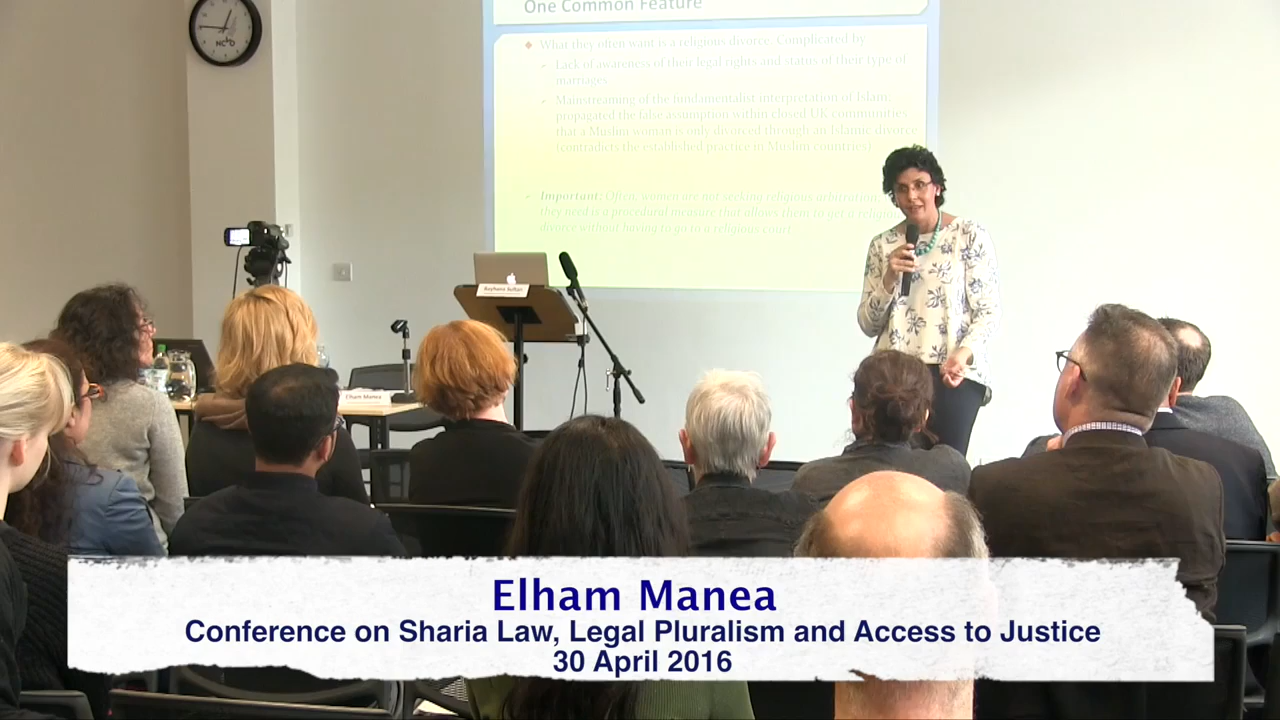 NCVO
One Common Feature
What they often want is a religious divorce. Complicated by
Lack of awareness of their legal rights and status of their type of
marriages.
Mainstreaming of the fundamentalist interpretation of Islam,
propagated the false assumption within closed UK communities
that a Muslim woman is only divorced through an Islamic divorce
(contradicts the established practice in Muslim countries).
Important: Often, women are not seeking religious arbitration,
they need is a procedural measure that allows them to get a
divorce without having to go to a religious court.
Elham Manea
Elham Manea
Conference on Sharia Law, Legal Pluralism and Access to Justice
30 April 2016